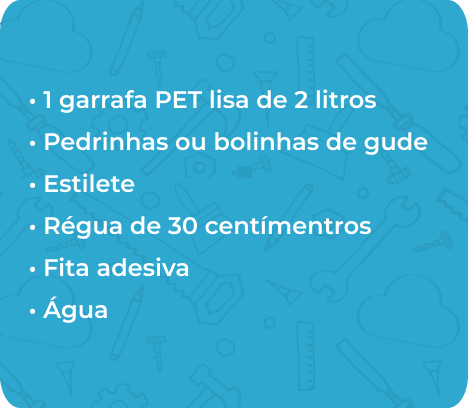 • 1 garrafa PET lisa de 2 litros
• Pedrinhas ou bolinhas de gude
• Estilete
• Régua de 30 centímentros
• Fita adesiva
• Água